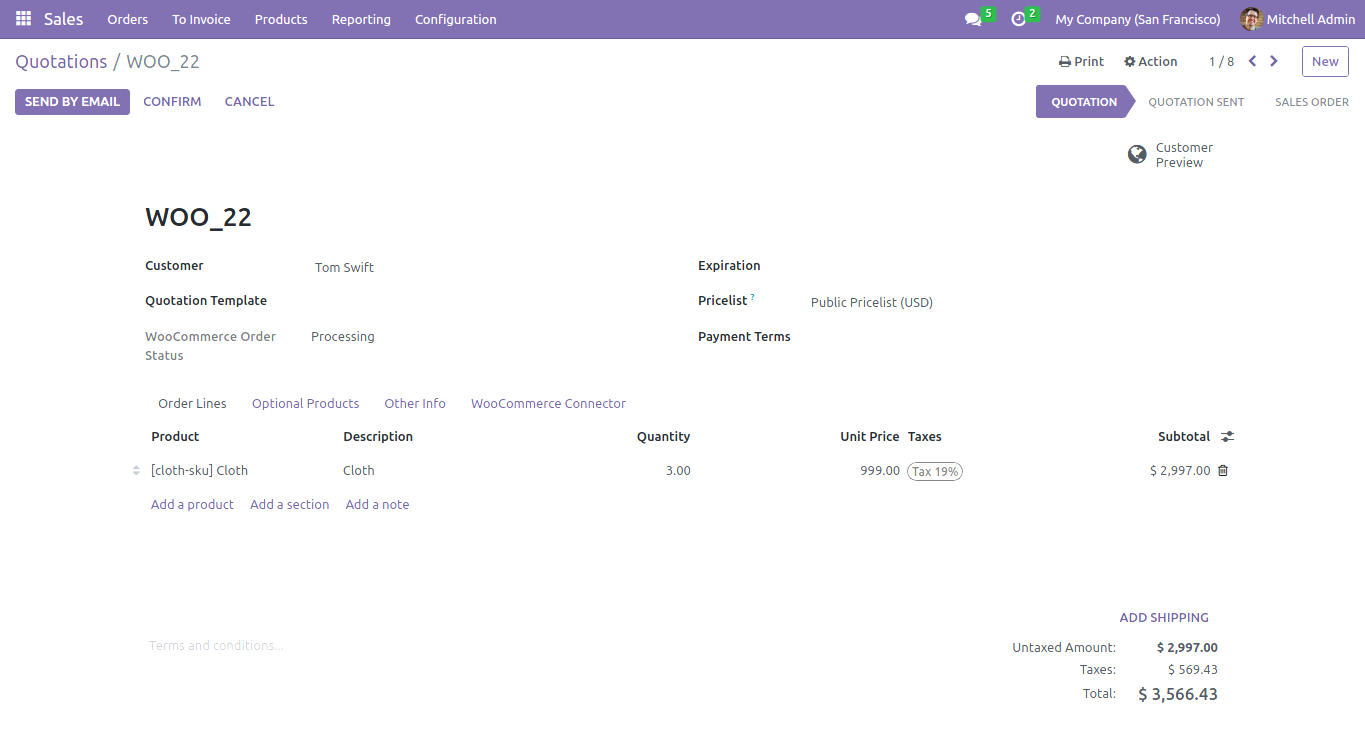 Sales Orders To Invoice Products Reporting Configuration 5 2 My Company (San Francisco) Mitchell Admin
Quotations / WOO_22 Print Action 1 / 8 New
SEND BY EMAIL CONFIRM CANCEL QUOTATION QUOTATION SENT SALES ORDER
Customer
Preview
WOO_22
Customer Tom Swift Expiration
Quotation Template Pricelist ? Public Pricelist (USD)
WooCommerce Order Processing Payment Terms
Status
Order Lines Optional Products Other Info WooCommerce Connector
Product Description Quantity Unit Price Taxes Subtotal
[cloth-sku] Cloth Cloth 3.00 999.00 Tax 19% $ 2,997.00
Add a product Add a section Add a note
ADD SHIPPING
Terms and conditions... Untaxed Amount: $ 2,997.00
Taxes: $ 569.43
Total: $ 3,566.43